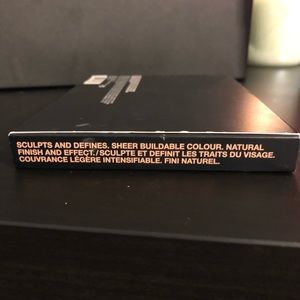 SCULPTS AND DEFINES. SHEER BUILDABLE COLOUR. NATURAL
FINISH AND EFFECT./SCULPTE ET DEFINIT LES TRAITS DU VISAGE.
COUVRANCE LÉGÈRE INTENSIFIABLE. FINI NATUREL.